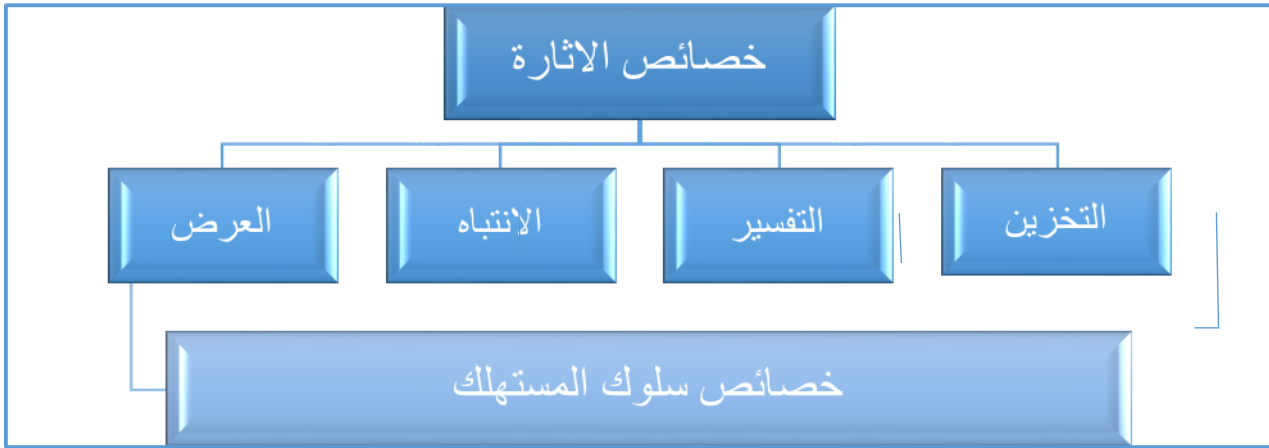 خصائص الاثارة
التخزين
التفسير
الانتباه
العرض
خصائص سلوك المستهلك